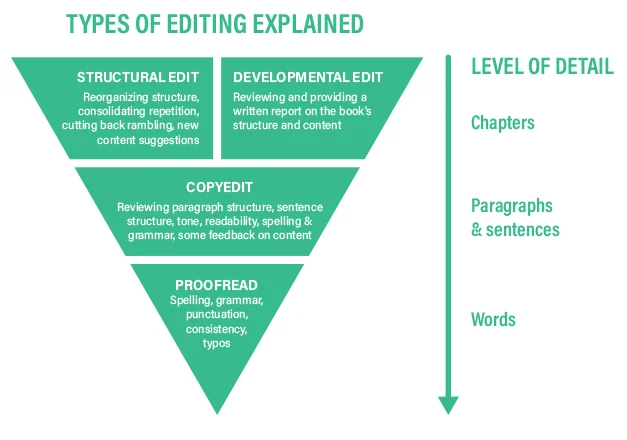 TYPES OF EDITING EXPLAINED
STRUCTURAL EDIT
Reorganizing structure,
consolidating repetition,
cutting back rambling, new
content suggestions
DEVELOPMENTAL EDIT
Reviewing and providing a
written report on the book's
structure and content
COPYEDIT
Reviewing paragraph structure, sentence
structure, tone, readability, spelling &
grammar, some feedback on content
PROOFREAD
Spelling, grammar,
punctuation,
consistency,
typos
LEVEL OF DETAIL
Chapters
Paragraphs
& sentences
Words